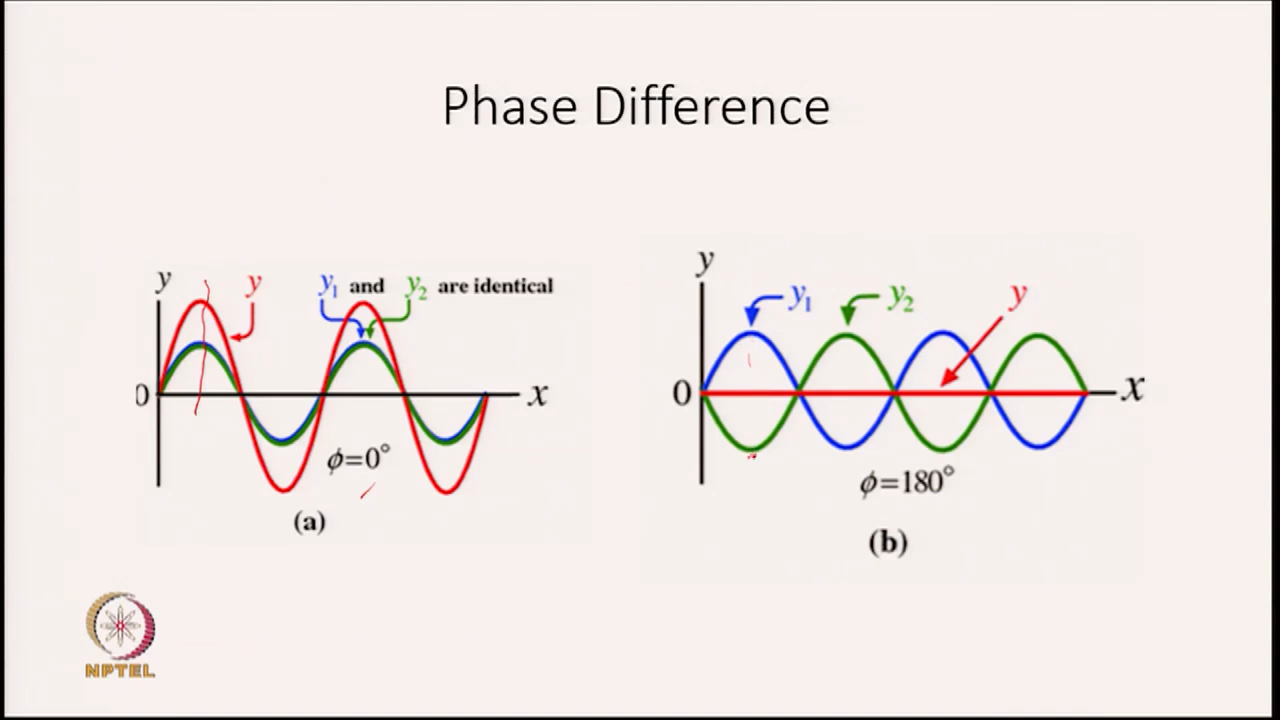 Phase Difference
y
y
y₁ and y₂ are identical
0
x
ϕ=0°
(a)
y
y₁
y₂
y
0
x
ϕ=180°
(b)
NPTEL